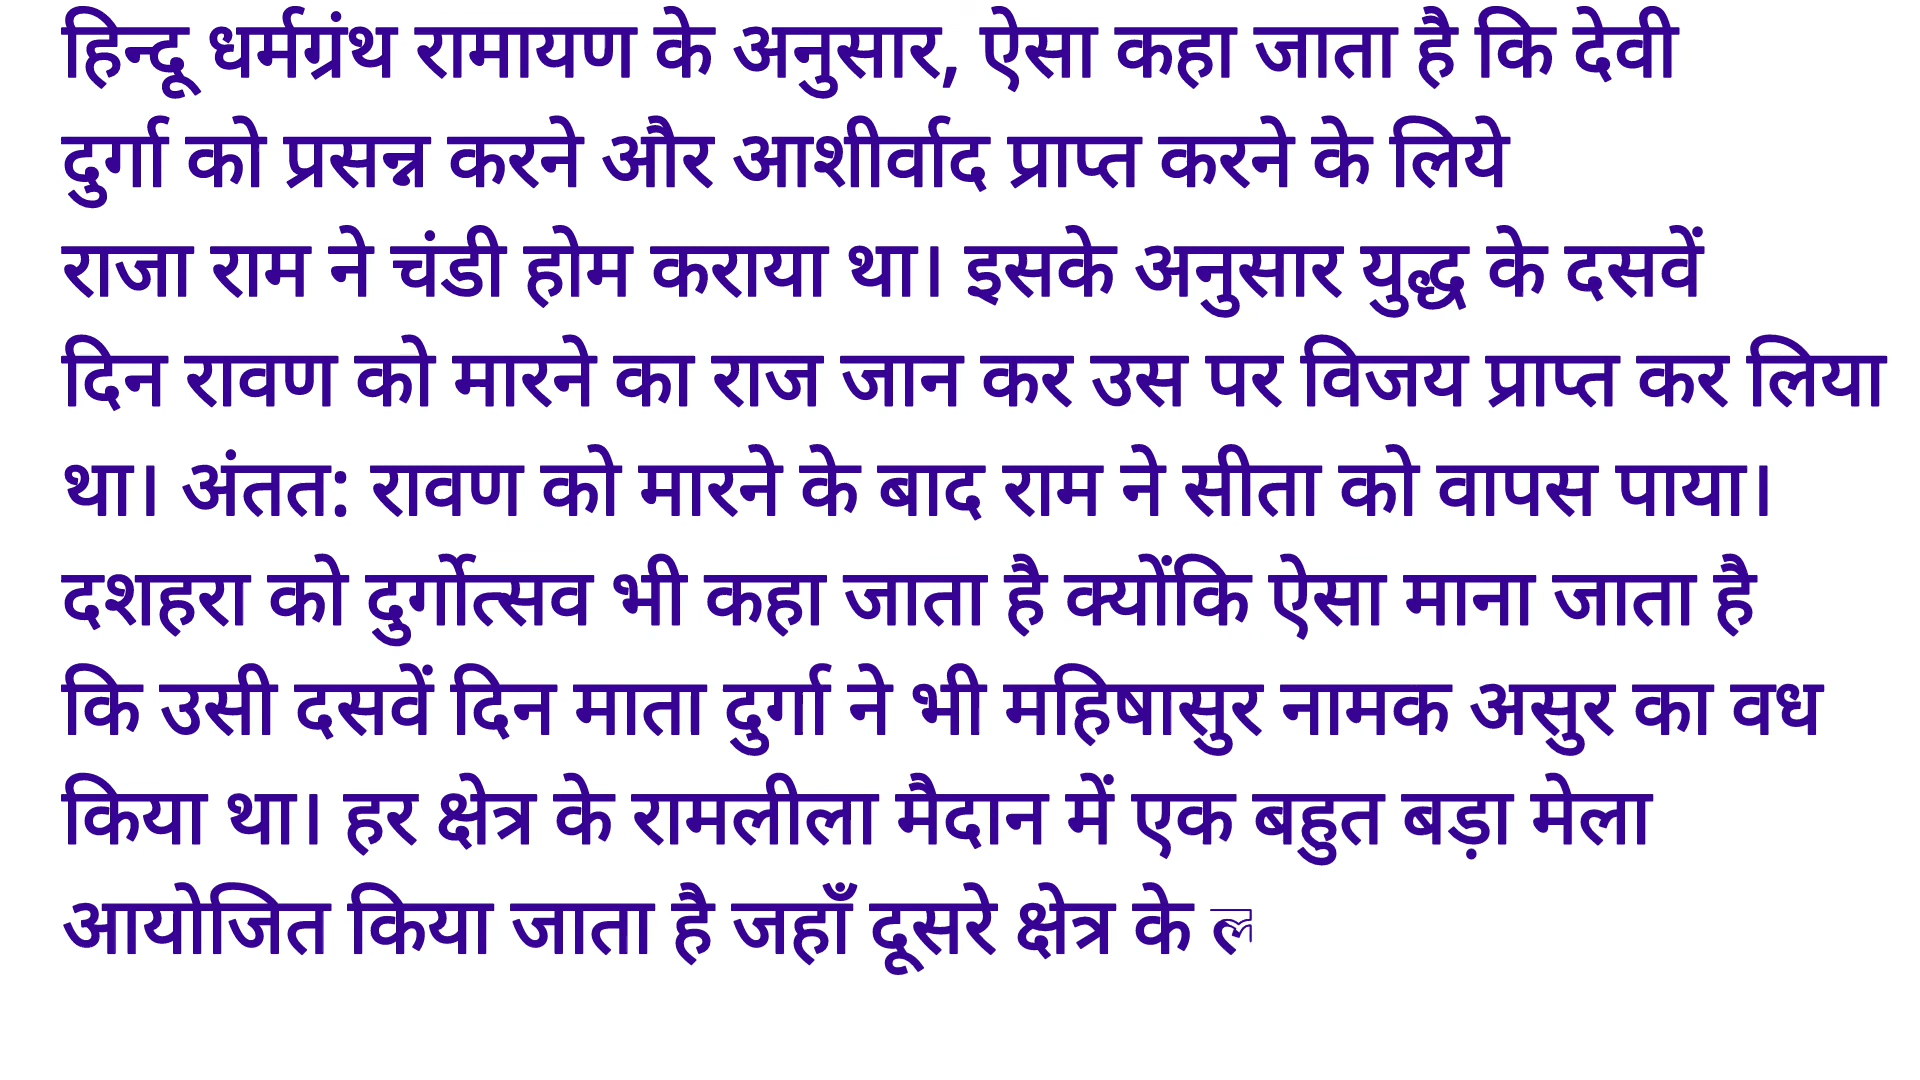 हिन्दू धर्मग्रंथ रामायण के अनुसार, ऐसा कहा जाता है कि देवी
दुर्गा को प्रसन्न करने और आशीर्वाद प्राप्त करने के लिये
राजा राम ने चंडी होम कराया था। इसके अनुसार युद्ध के दसवें
दिन रावण को मारने का राज जान कर उस पर विजय प्राप्त कर लिया
था। अंतत: रावण को मारने के बाद राम ने सीता को वापस पाया।
दशहरा को दुर्गोत्सव भी कहा जाता है क्योंकि ऐसा माना जाता है
कि उसी दसवें दिन माता दुर्गा ने भी महिषासुर नामक असुर का वध
किया था। हर क्षेत्र के रामलीला मैदान में एक बहुत बड़ा मेला
आयोजित किया जाता है जहाँ दूसरे क्षेत्र के